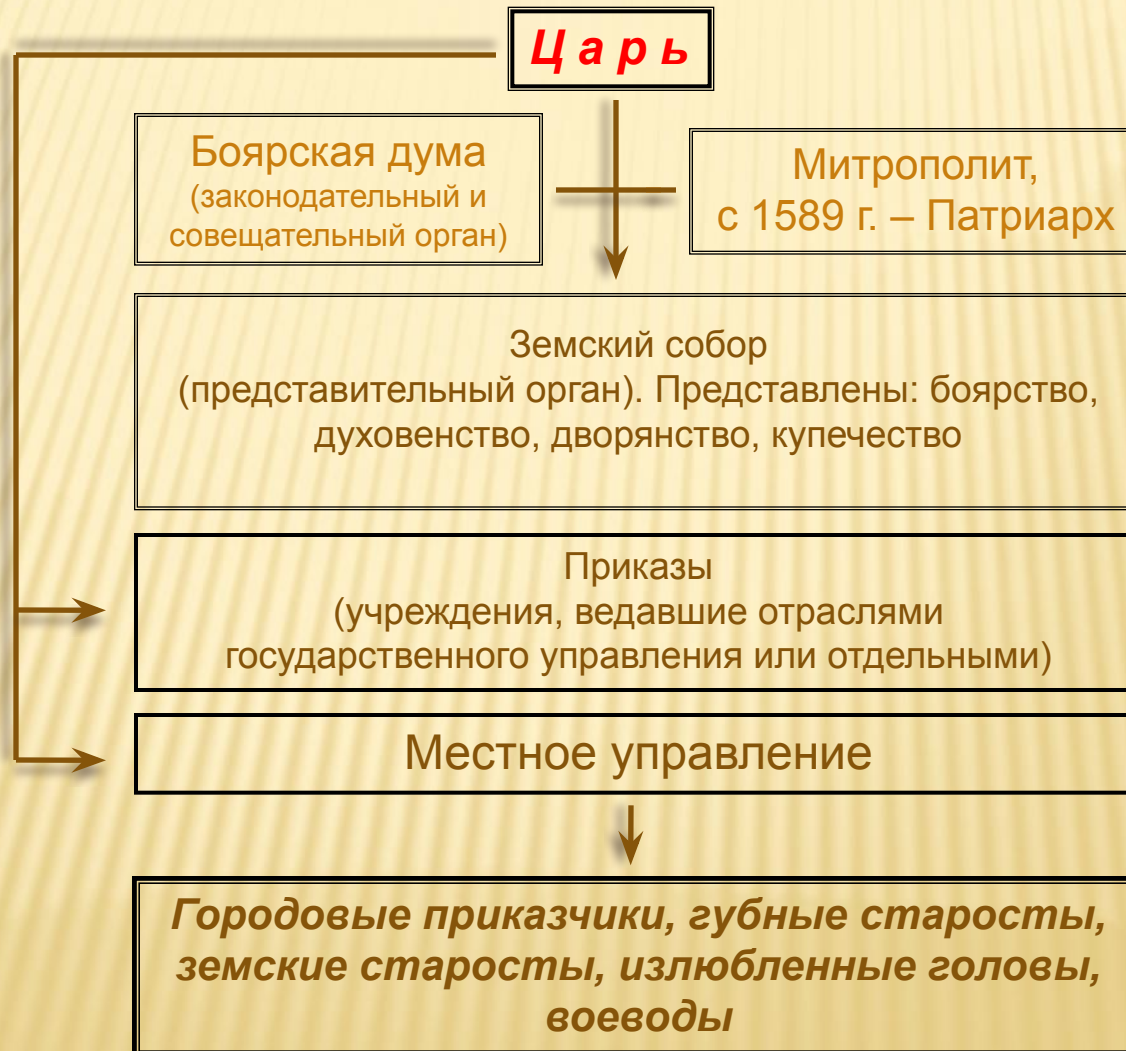 Ц а р ь
Боярская дума
(законодательный и
совещательный орган)
Митрополит,
с 1589 г. – Патриарх
Земский собор
(представительный орган). Представлены: боярство,
духовенство, дворянство, купечество
Приказы
(учреждения, ведавшие отраслями
государственного управления или отдельными)
Местное управление
Городовые приказчики, губные старосты,
земские старосты, излюбленные головы,
воеводы